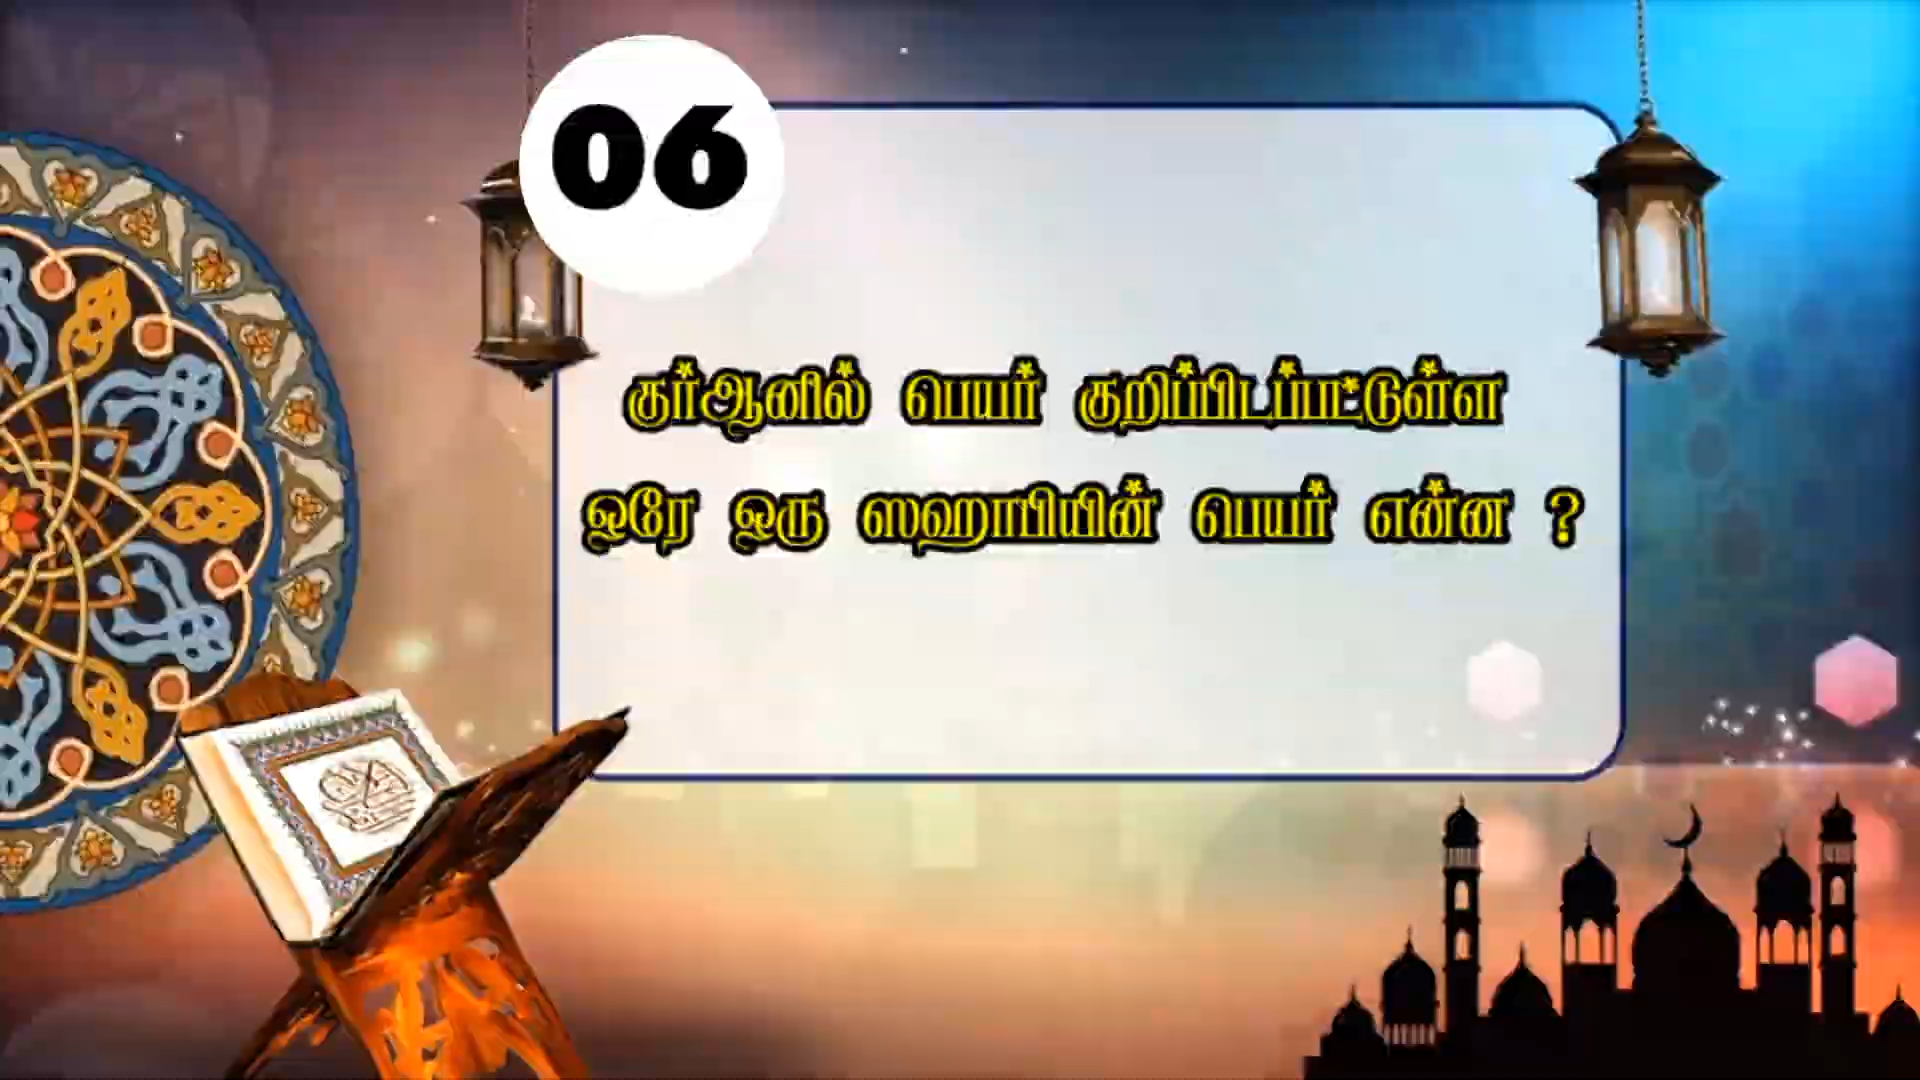 06
குர்ஆனில் பெயர் குறிப்பிடப்பட்டுள்ள
ஒரே ஒரு ஸஹாபியின் பெயர் என்ன ?